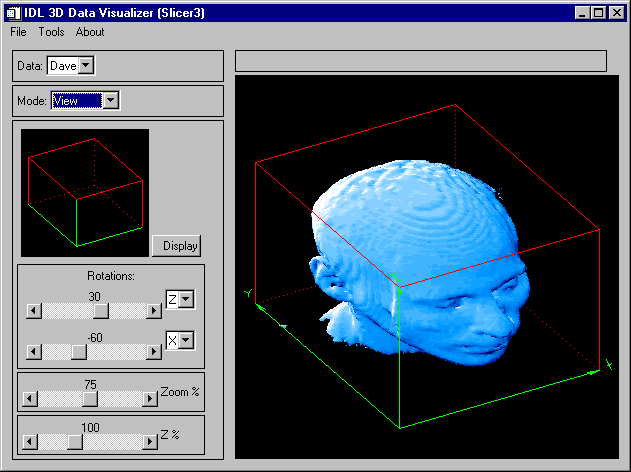 IDL 3D Data Visualizer (Slicer3)
File Tools About
Data: Dave
Mode: View
Display
Rotations:
30
Z
-60
X
75
Zoom %
100
Z %
Y
X